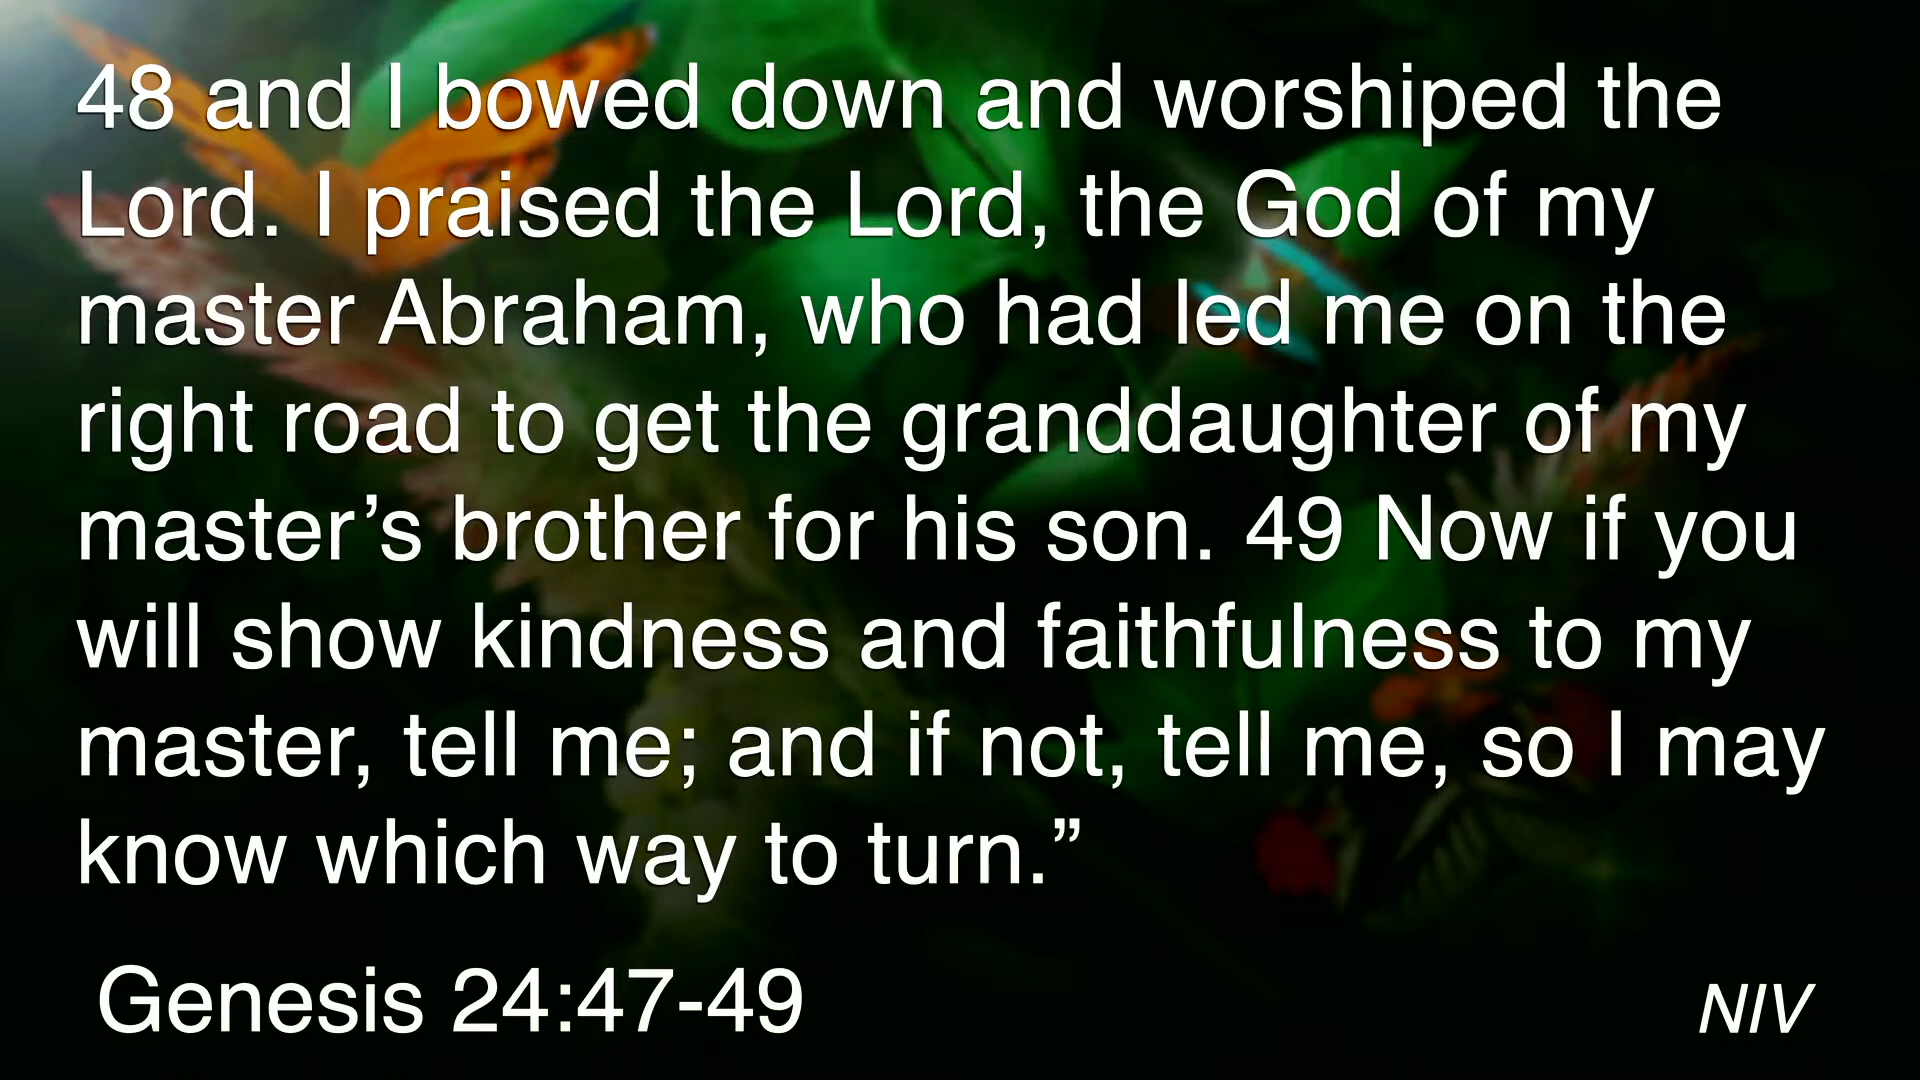 48 and I bowed down and worshiped the
Lord. I praised the Lord, the God of my
master Abraham, who had led me on the
right road to get the granddaughter of my
master’s brother for his son. 49 Now if you
will show kindness and faithfulness to my
master, tell me; and if not, tell me, so I may
know which way to turn.”
Genesis 24:47-49
NIV